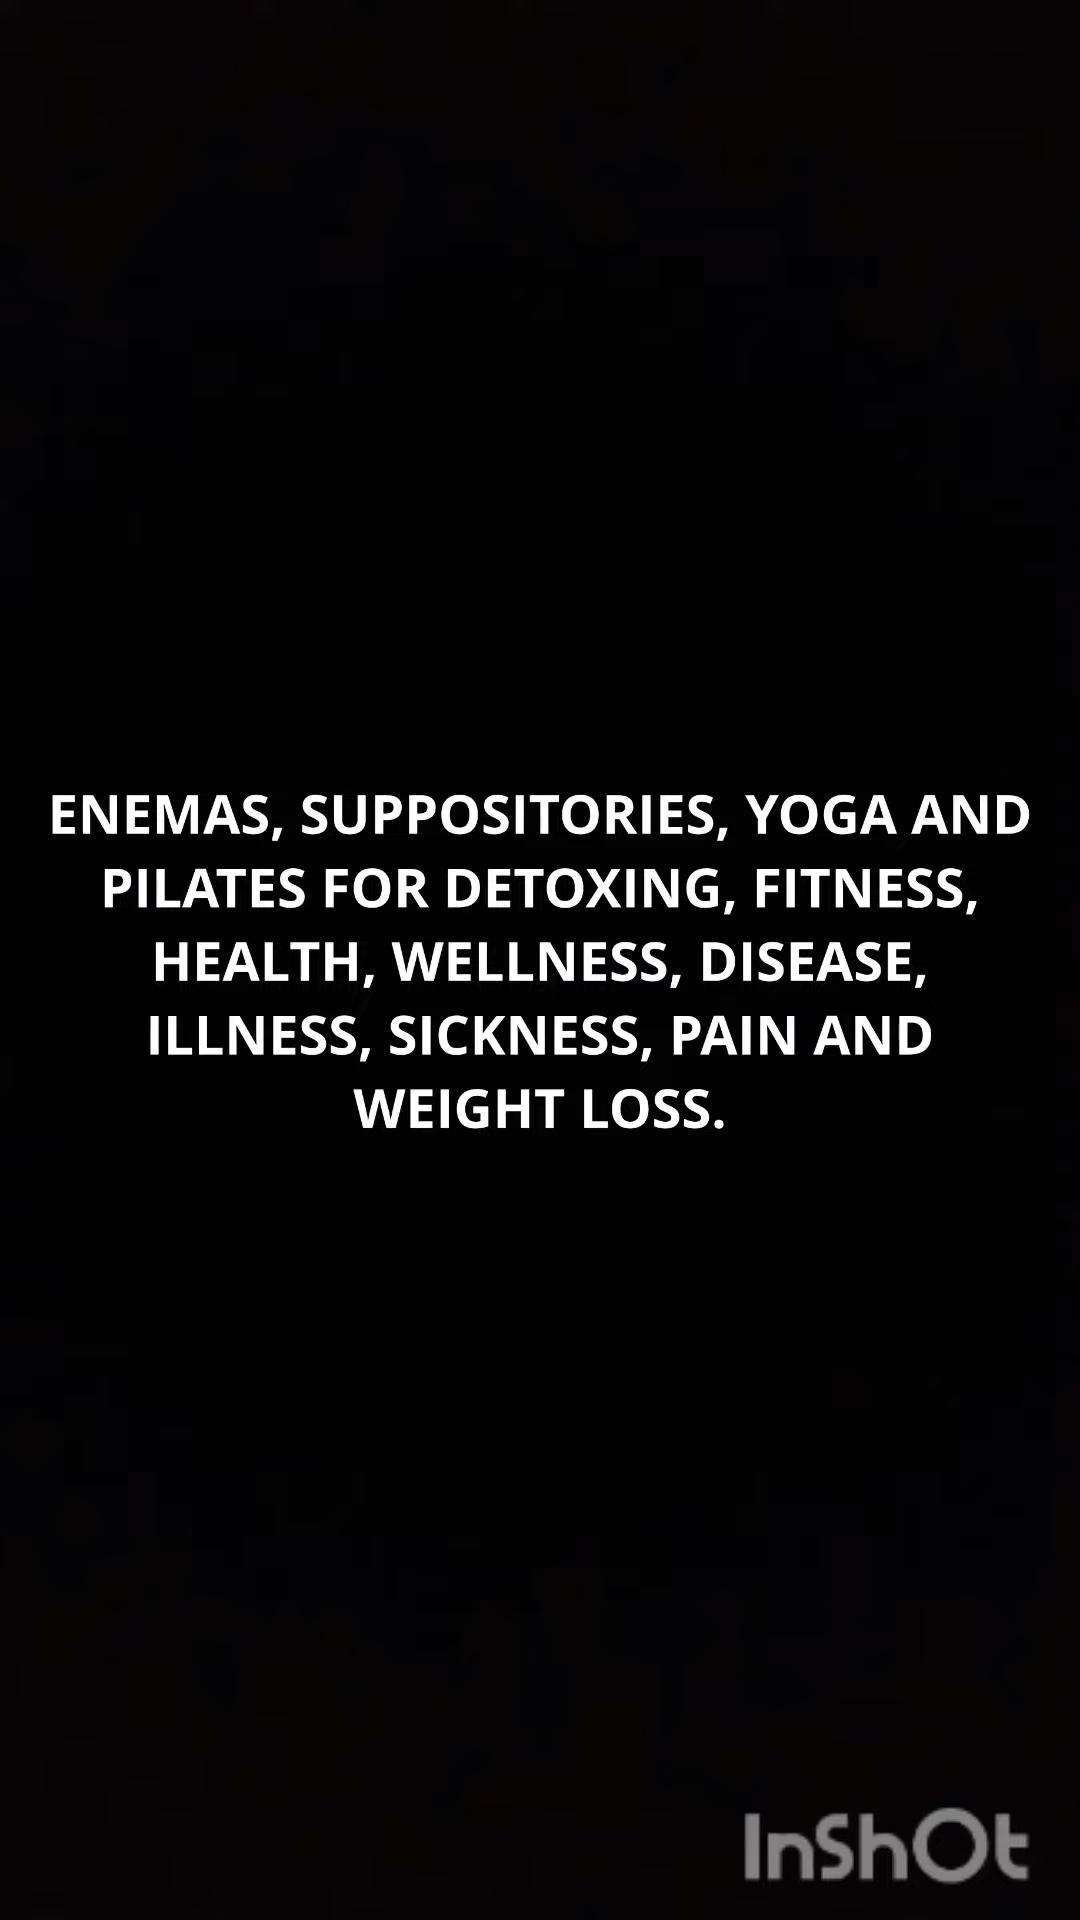 ENEMAS, SUPPOSITORIES, YOGA AND
PILATES FOR DETOXING, FITNESS,
HEALTH, WELLNESS, DISEASE,
ILLNESS, SICKNESS, PAIN AND
WEIGHT LOSS.
InShOt